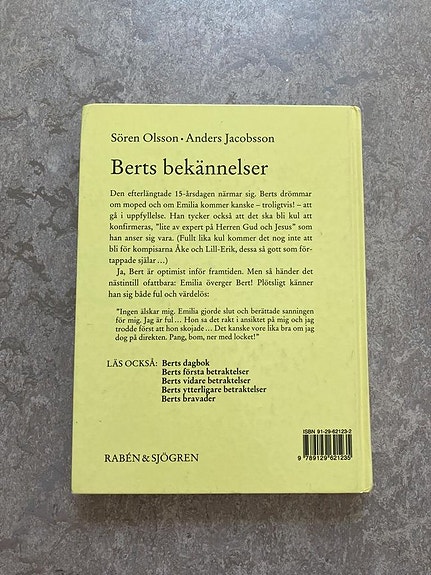 Sören Olsson • Anders Jacobsson
Berts bekännelser
Den efterlängtade 15-årsdagen närmar sig. Berts drömmar
om moped och om Emilia kommer kanske – troligtvis! – att
gå i uppfyllelse. Han tycker också att det ska bli kul att
konfirmeras, "lite av expert på Herren Gud och Jesus" som
han anser sig vara. (Fullt lika kul kommer det nog inte att
bli för kompisarna Åke och Lill-Erik, dessa så gott som för-
tappade själar ...)
Ja, Bert är optimist inför framtiden. Men så händer det
nästintill ofattbara: Emilia överger Bert! Plötsligt känner
han sig både ful och värdelös:
"Ingen älskar mig. Emilia gjorde slut och berättade sanningen
för mig. Jag är ful ... Hon sa det rakt i ansiktet på mig och jag
trodde först att hon skojade ... Det kanske vore lika bra om jag
dog på direkten. Pang, bom, ner med locket!"
LÄS OCKSÅ: Berts dagbok
Berts första betraktelser
Berts vidare betraktelser
Berts ytterligare betraktelser
Berts bravader
ISBN 91-29-62123-2
9 789129 621235
RABÉN & SJÖGREN